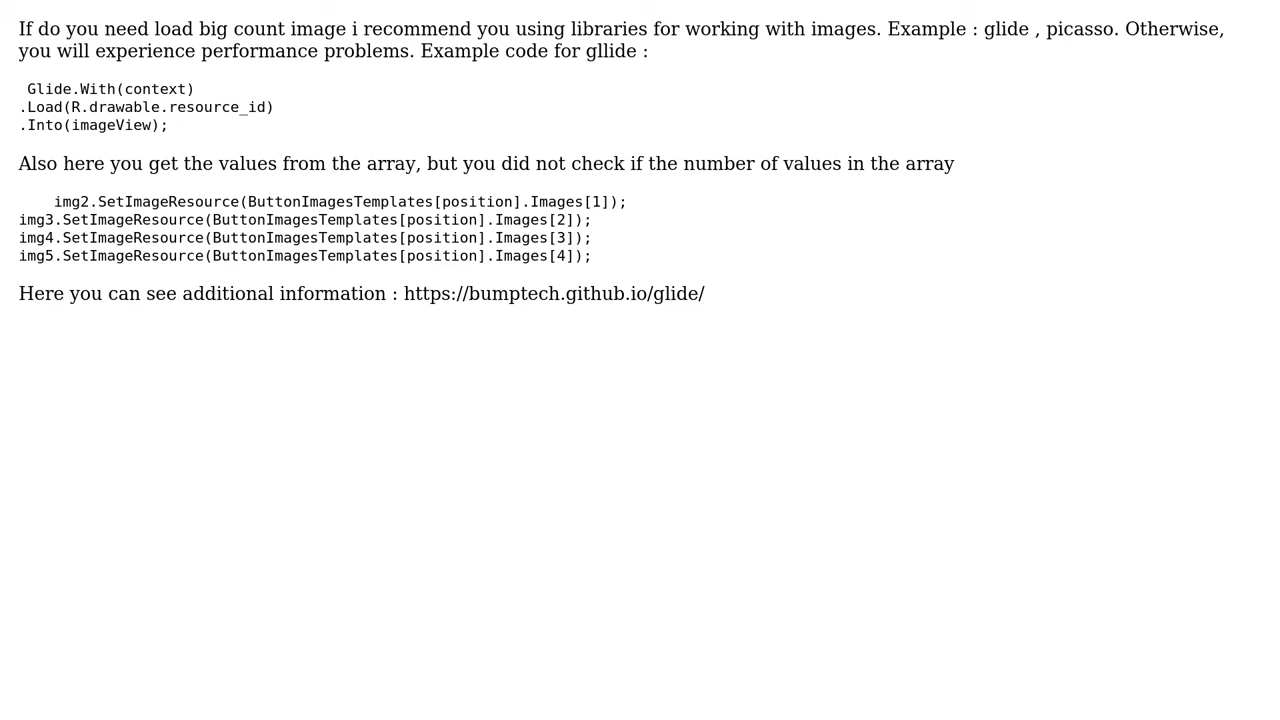 If do you need load big count image i recommend you using libraries for working with images. Example : glide , picasso. Otherwise,
you will experience performance problems. Example code for gllide :
Glide.With(context)
.Load(R.drawable.resource_id)
.Into(imageView);
Also here you get the values from the array, but you did not check if the number of values in the array
img2.SetImageResource(ButtonImagesTemplates[position].Images[1]);
img3.SetImageResource(ButtonImagesTemplates[position].Images[2]);
img4.SetImageResource(ButtonImagesTemplates[position].Images[3]);
img5.SetImageResource(ButtonImagesTemplates[position].Images[4]);
Here you can see additional information : https://bumptech.github.io/glide/